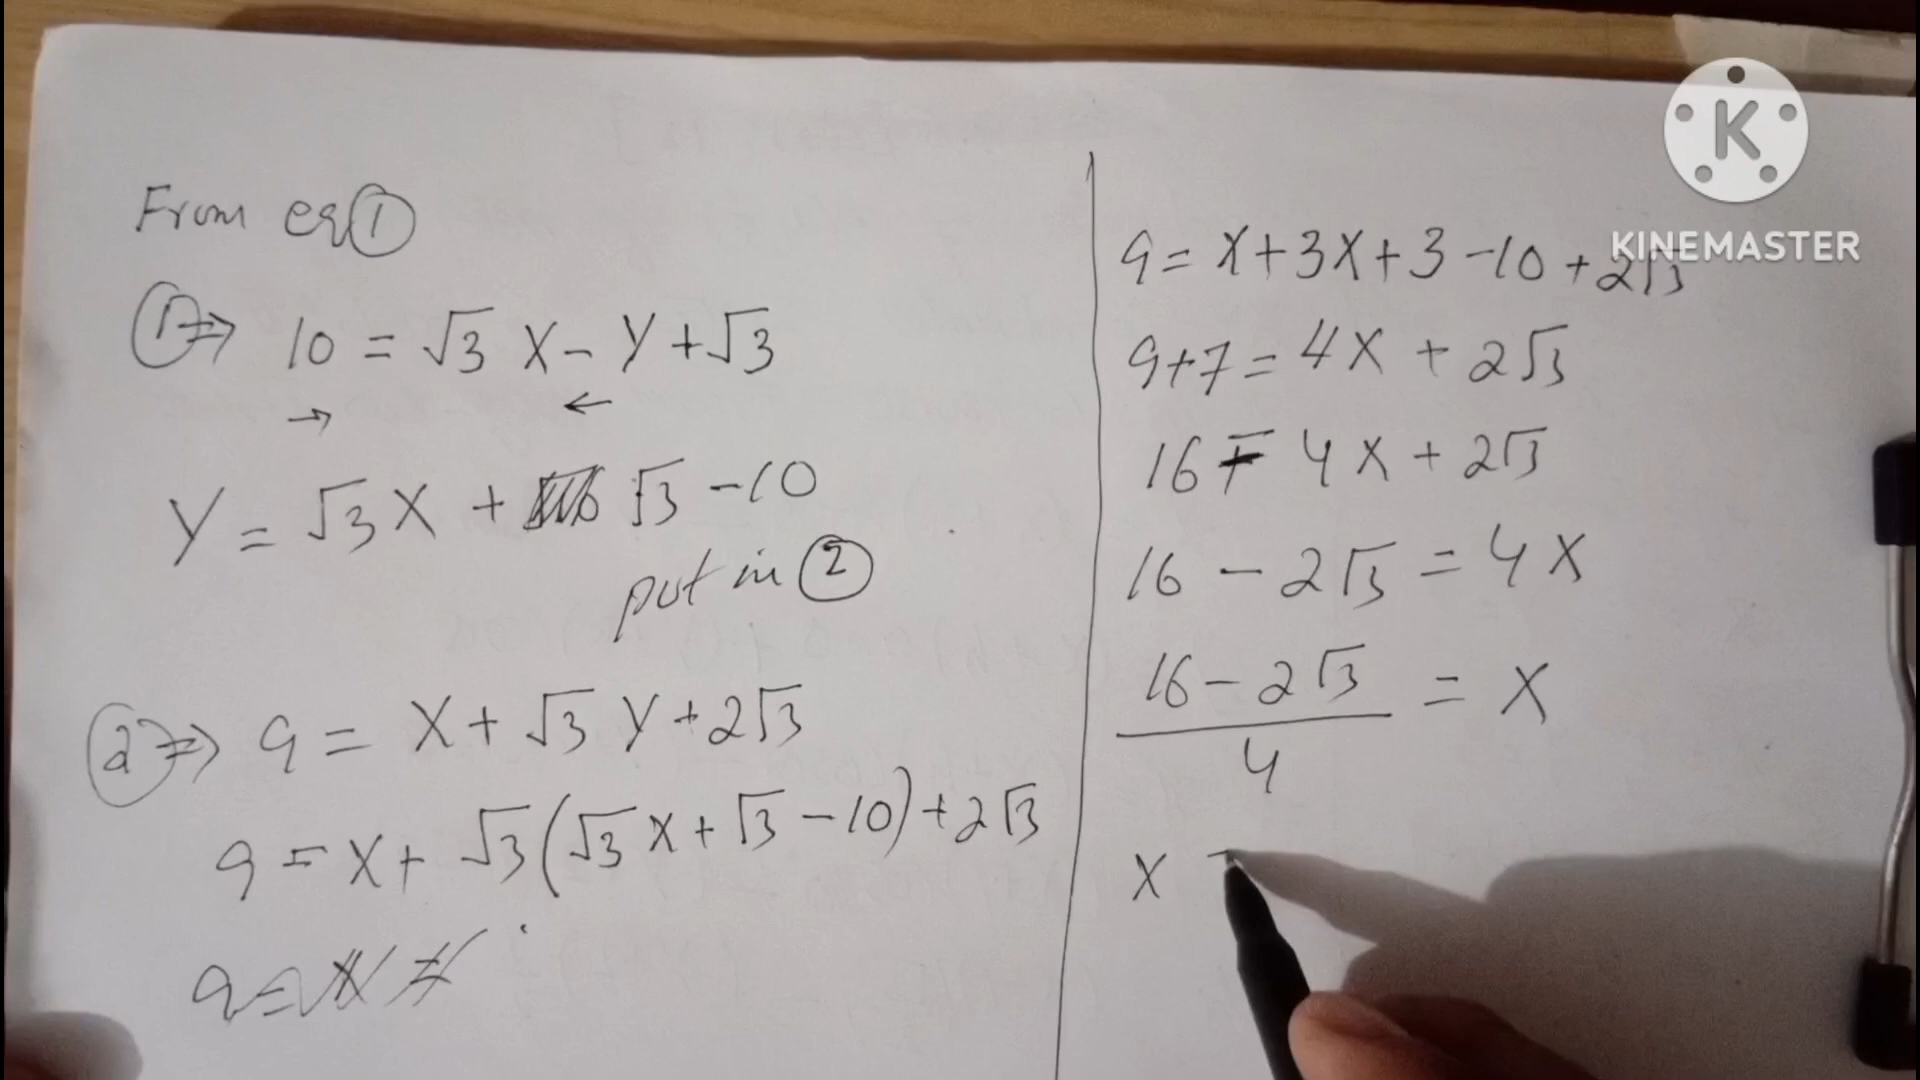 From eq ①
①⇒ 10 = √3 X - Y + √3
→ ←
Y = √3 X + √3 - 10
put in ②
②⇒ 9 = X + √3 Y + 2√3
9 = X + √3 (√3 X + √3 - 10) + 2√3
9 = X + 3X + 3 - 10 + 2√3
9 + 7 = 4X + 2√3
16 = 4X + 2√3
16 - 2√3 = 4X
16 - 2√3 = X
4
X =
K
KINEMASTER